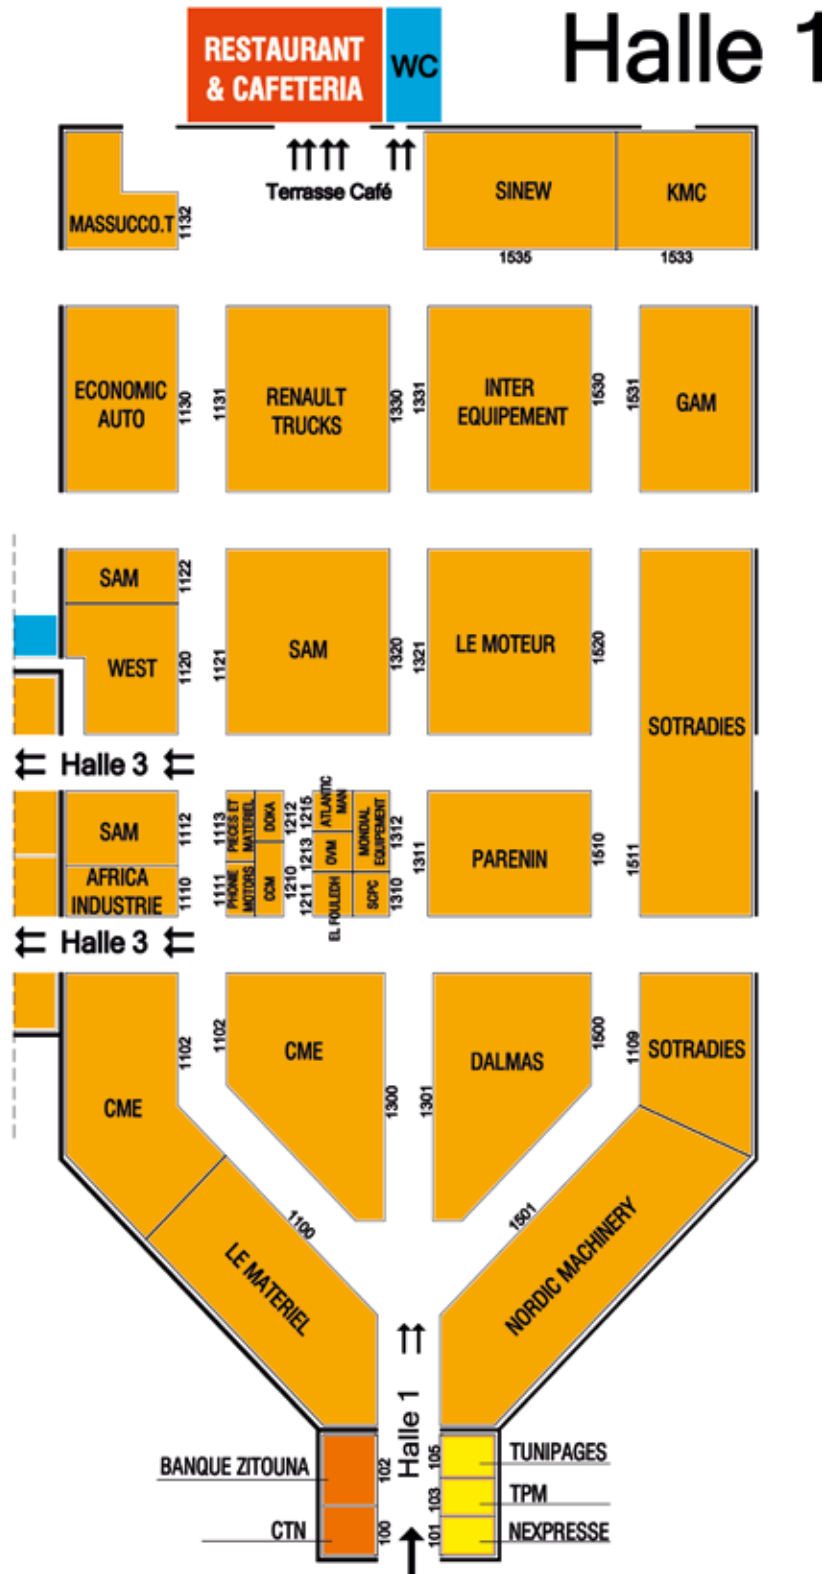 Halle 1
RESTAURANT
& CAFETERIA
WC
Terrasse Café
MASSUCCO.T
1132
SINEW
KMC
1535
1533
ECONOMIC
AUTO
1130
1131
RENAULT
TRUCKS
1330
1331
INTER
EQUIPEMENT
1530
1531
GAM
SAM
1122
WEST
1120
1121
SAM
1320
1321
LE MOTEUR
1520
SOTRADIES
Halle 3
SAM
1112
AFRICA
INDUSTRIE
1110
1113
PIECES ET
MATERIEL
DOKA
1212
1215
ATLANTIC
MAN
MONDIAL
EQUIPEMENT
1312
1111
PHONIE
MOTORS
CCM
1210
1213
OVM
1211
EL FOULEDH
SCPC
1310
1311
PARENIN
1510
1511
Halle 3
CME
1102
1102
CME
1300
1301
DALMAS
1500
1109
SOTRADIES
1100
LE MATERIEL
1501
NORDIC MACHINERY
Halle 1
BANQUE ZITOUNA
102
105
TUNIPAGES
103
TPM
CTN
100
101
NEXPRESSE